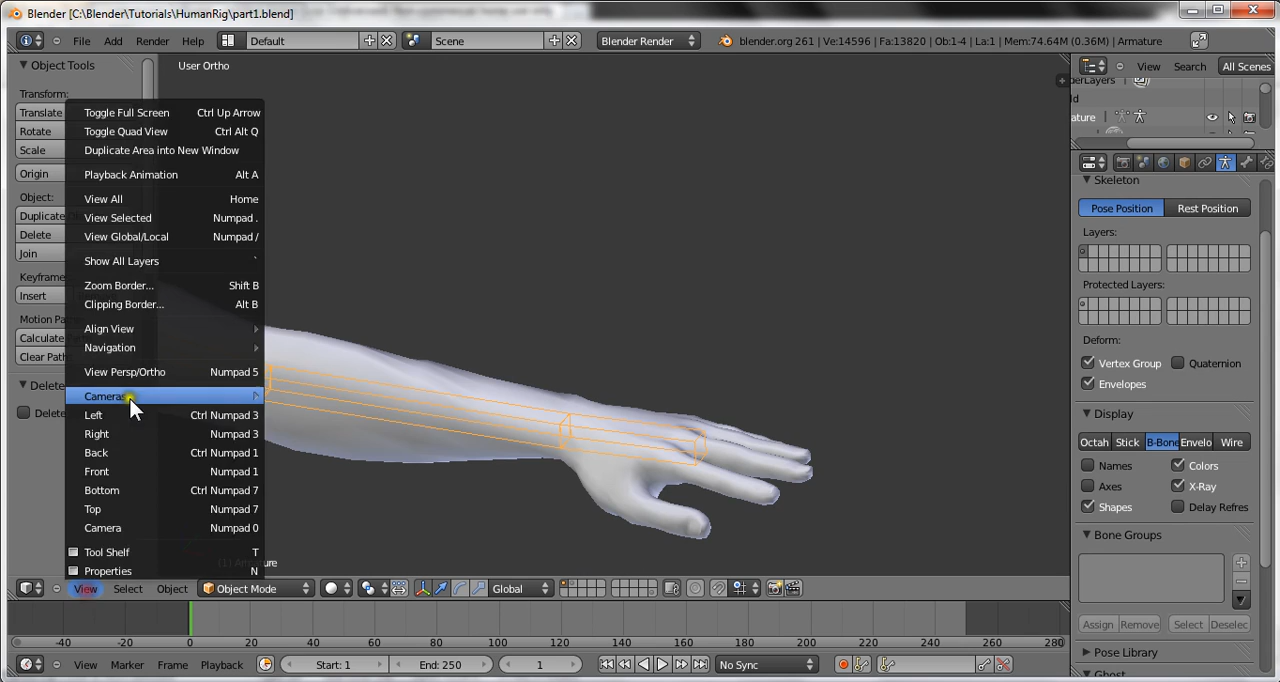 Blender [Blender\Tutorials\HumanRig\part1.blend]
File Add Render Help Default Scene Blender Render blender.org 261 | Ve:14596 | Fa:13820 | Ob:1-4 | La:1 | Mem:74.64M (0.36M) | Armature
View Search All Scenes
Object Tools
User Ortho
Transform:
Translate
Rotate
Scale
Origin
Object:
Delete
Join
Insert
Calculate
Delete
Toggle Full Screen Ctrl Up Arrow
Toggle Quad View Ctrl Alt Q
Duplicate Area into New Window
Playback Animation Alt A
View All Home
View Selected Numpad .
View Global/Local Numpad /
Show All Layers `
Zoom Border... Shift B
Clipping Border... Alt B
Align View
Navigation
View Persp/Ortho Numpad 5
Cameras
Left Ctrl Numpad 3
Right Numpad 3
Back Ctrl Numpad 1
Front Numpad 1
Bottom Ctrl Numpad 7
Top Numpad 7
Camera Numpad 0
Tool Shelf T
Properties N
View Select Object Object Mode Global
-40 -20 0 20 40 60 80 100 120 140 160 180 200 220 240 260 280
View Marker Frame Playback Start: 1 End: 250 1 No Sync
Skeleton
Pose Position Rest Position
Layers:
Protected Layers:
Deform:
Vertex Group Quaternion
Envelopes
Display
Octah Stick B-Bone Envelo Wire
Names Colors
Axes X-Ray
Shapes Delay Refres
Bone Groups
Assign Remove Select Deselec
Pose Library
Ghost